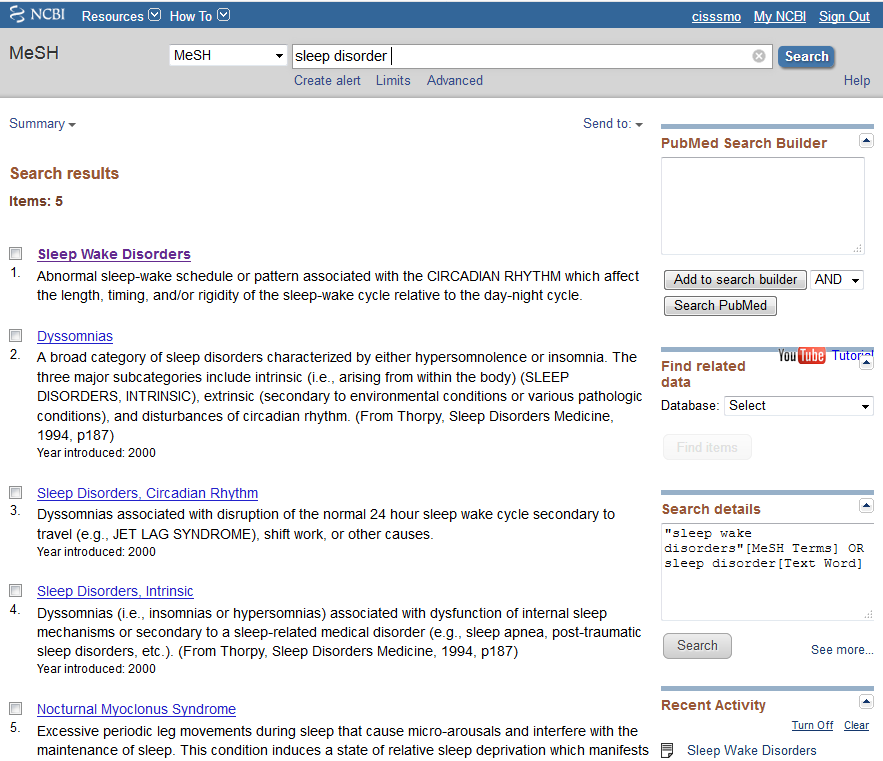 NCBI Resources How To cisssmo My NCBI Sign Out
MeSH MeSH sleep disorder Search
Create alert Limits Advanced Help
Summary Send to:
Search results
Items: 5
Sleep Wake Disorders
1. Abnormal sleep-wake schedule or pattern associated with the CIRCADIAN RHYTHM which affect
the length, timing, and/or rigidity of the sleep-wake cycle relative to the day-night cycle.
Dyssomnias
2. A broad category of sleep disorders characterized by either hypersomnolence or insomnia. The
three major subcategories include intrinsic (i.e., arising from within the body) (SLEEP
DISORDERS, INTRINSIC), extrinsic (secondary to environmental conditions or various pathologic
conditions), and disturbances of circadian rhythm. (From Thorpy, Sleep Disorders Medicine,
1994, p187)
Year introduced: 2000
Sleep Disorders, Circadian Rhythm
3. Dyssomnias associated with disruption of the normal 24 hour sleep wake cycle secondary to
travel (e.g., JET LAG SYNDROME), shift work, or other causes.
Year introduced: 2000
Sleep Disorders, Intrinsic
4. Dyssomnias (i.e., insomnias or hypersomnias) associated with dysfunction of internal sleep
mechanisms or secondary to a sleep-related medical disorder (e.g., sleep apnea, post-traumatic
sleep disorders, etc.). (From Thorpy, Sleep Disorders Medicine, 1994, p187)
Year introduced: 2000
Nocturnal Myoclonus Syndrome
5. Excessive periodic leg movements during sleep that cause micro-arousals and interfere with the
maintenance of sleep. This condition induces a state of relative sleep deprivation which manifests
PubMed Search Builder
Add to search builder AND
Search PubMed
YouTube Tutorial
Find related
data
Database: Select
Find items
Search details
"sleep wake
disorders"[MeSH Terms] OR
sleep disorder[Text Word]
Search See more...
Recent Activity
Turn Off Clear
Sleep Wake Disorders